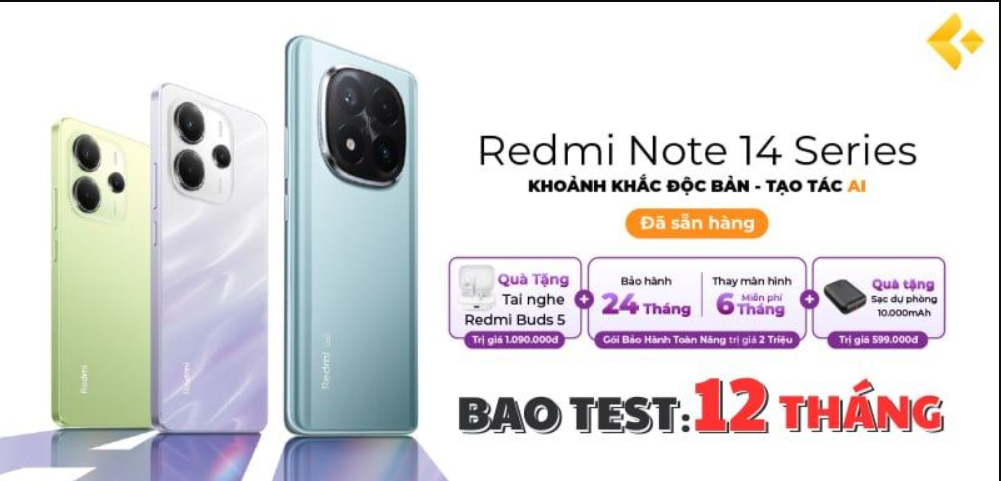 Redmi Note 14 Series
KHOẢNH KHẮC ĐỘC BẢN - TẠO TÁC AI
Đã sẵn hàng
Quà Tặng
Tai nghe
Redmi Buds 5
Trị giá 1.090.000đ
+
Bảo hành
24 Tháng
Thay màn hình
6 Miễn phí
Tháng
Gói Bảo Hành Toàn Năng trị giá 2 Triệu
+
Quà tặng
Sạc dự phòng
10.000mAh
Trị giá 599.000đ
BAO TEST: 12 THÁNG
Redmi
Redmi
Redmi 5G